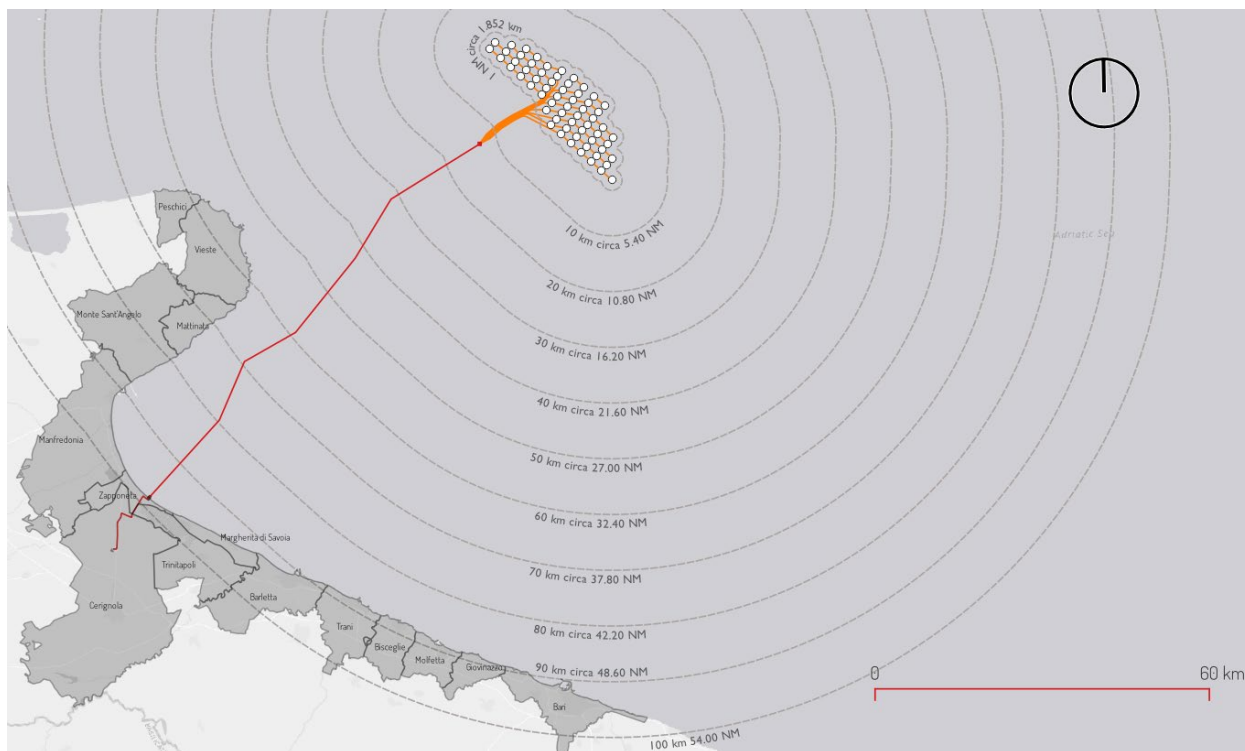 circa 1.852 km
1 NM
10 km circa 5.40 NM
Adriatic Sea
20 km circa 10.80 NM
30 km circa 16.20 NM
40 km circa 21.60 NM
50 km circa 27.00 NM
60 km circa 32.40 NM
70 km circa 37.80 NM
80 km circa 42.20 NM
90 km circa 48.60 NM
100 km 54.00 NM
Peschici
Vieste
Monte Sant'Angelo
Mattinata
Manfredonia
Zapponeta
Margherita di Savoia
Trinitapoli
Cerignola
Barletta
Trani
Bisceglie
Molfetta
Giovinazzo
Bari
0
60 km